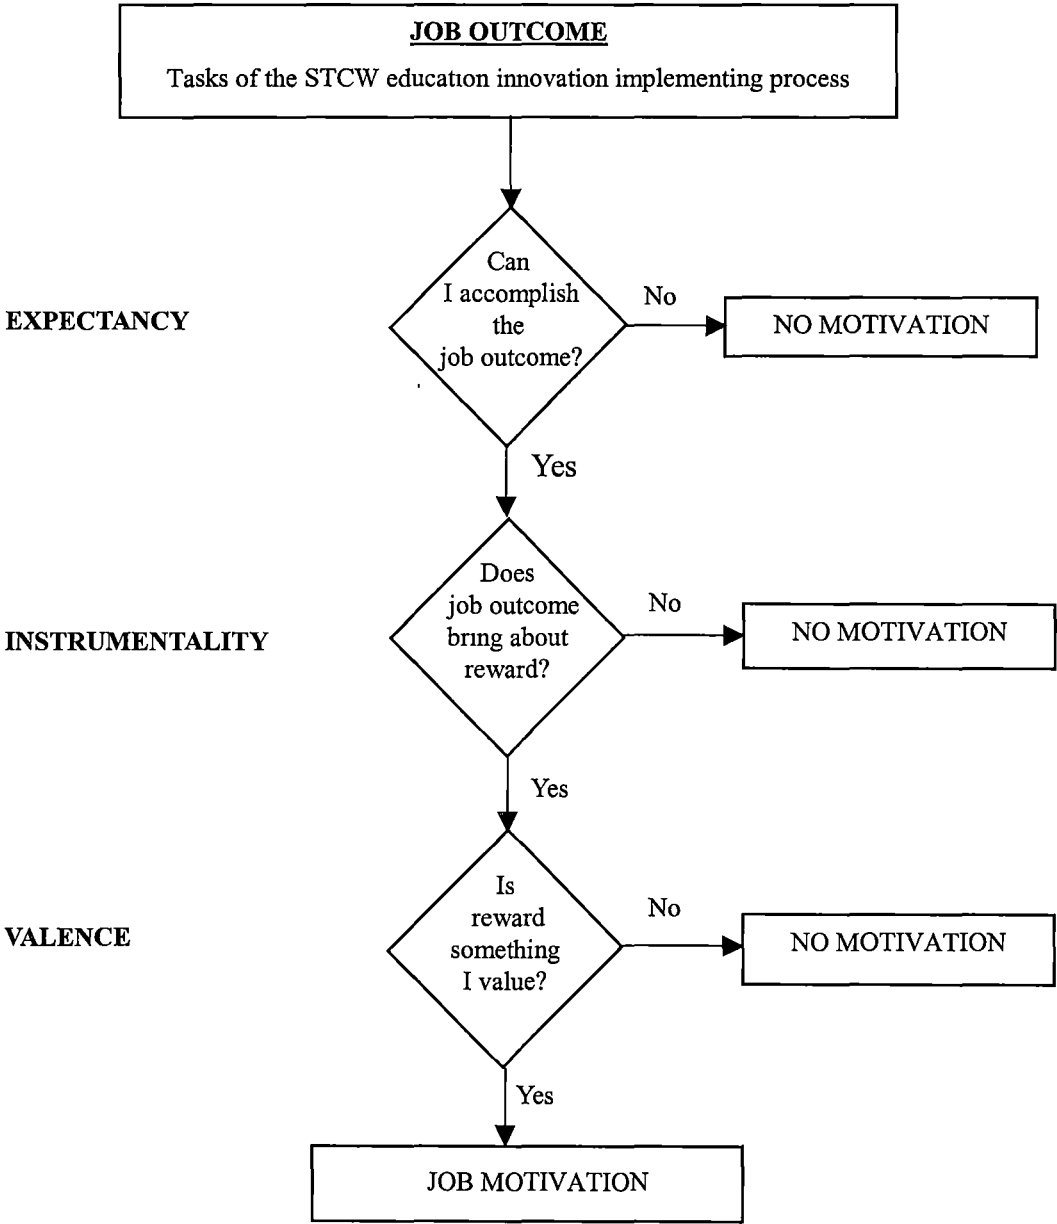 JOB OUTCOME
Tasks of the STCW education innovation implementing process
Can
I accomplish
the
job outcome?
No
EXPECTANCY
NO MOTIVATION
Yes
Does
job outcome
bring about
reward?
No
INSTRUMENTALITY
NO MOTIVATION
Yes
Is
reward
something
I value?
No
VALENCE
NO MOTIVATION
Yes
JOB MOTIVATION